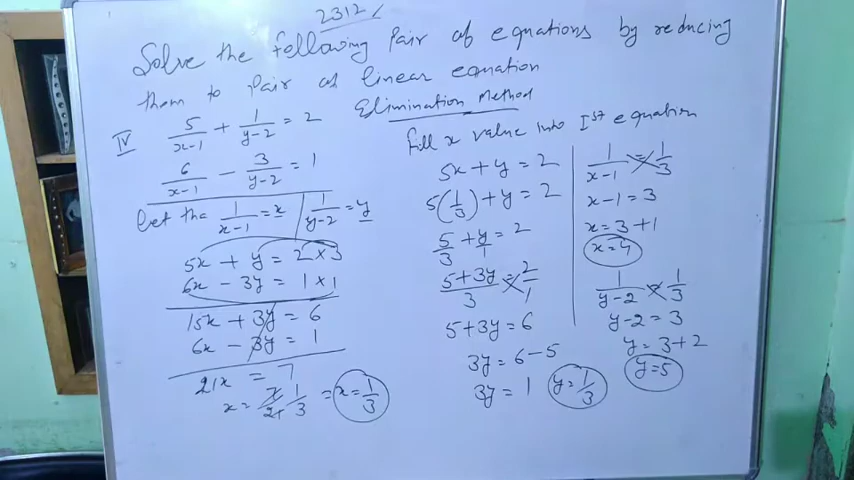 2312
Solve the following Pair of equations by reducing
them to Pair of linear equation
Elimination Method
IV 5/x-1 + 1/y-2 = 2
6/x-1 - 3/y-2 = 1
Let the 1/x-1 = x 1/y-2 = y
5x + y = 2 x 3
6x - 3y = 1 x 1
15x + 3y = 6
6x - 3y = 1
21x = 7
x = 7/21 1/3 = x = 1/3
fill x value into Ist equation
5x + y = 2
5(1/3) + y = 2
5/3 + y/1 = 2
5+3y/3 = 2/1
5 + 3y = 6
3y = 6 - 5
3y = 1 y = 1/3
1/x-1 = 1/3
x - 1 = 3
x = 3 + 1
x = 4
1/y-2 = 1/3
y - 2 = 3
y = 3 + 2
y = 5